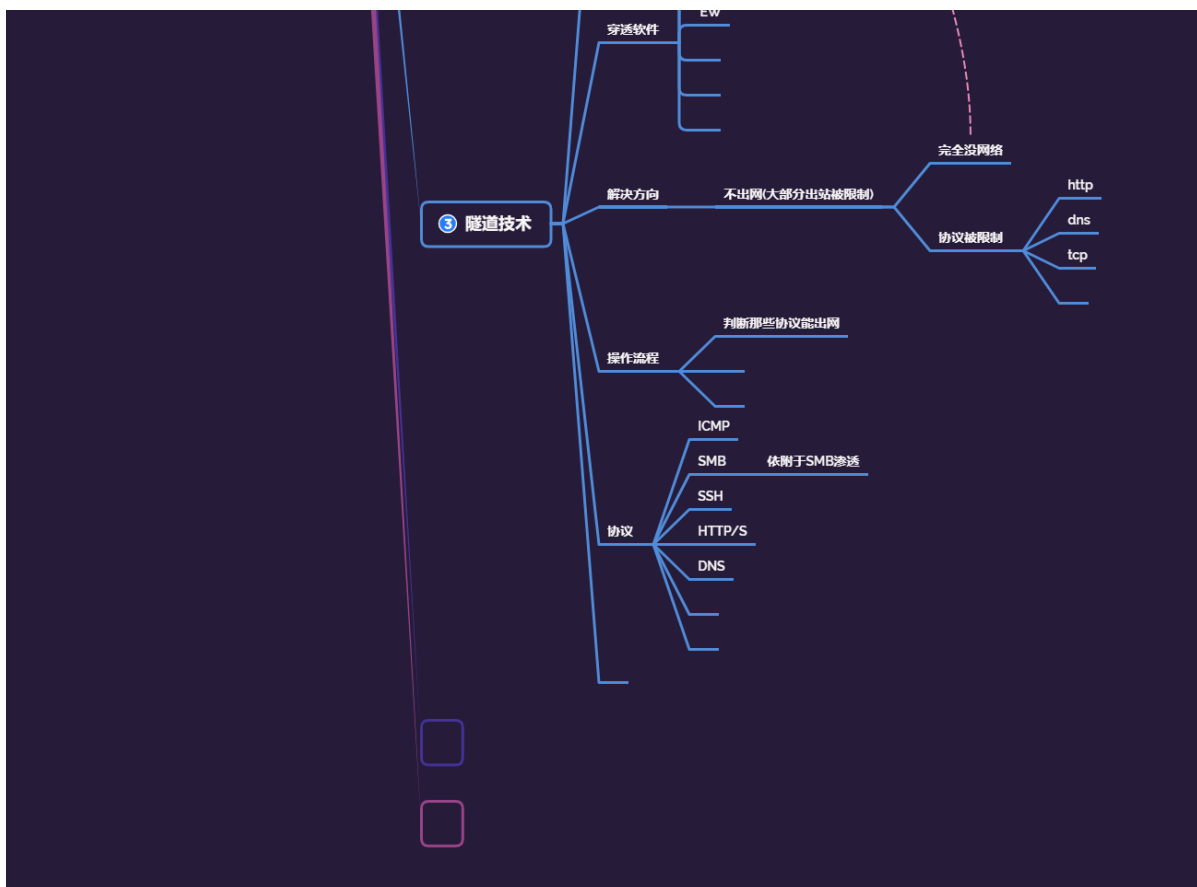 EW
穿透软件
完全没网络
http
解决方向
不出网(大部分出站被限制)
dns
协议被限制
tcp
③ 隧道技术
判断那些协议能出网
操作流程
ICMP
SMB
依附于SMB渗透
SSH
协议
HTTP/S
DNS